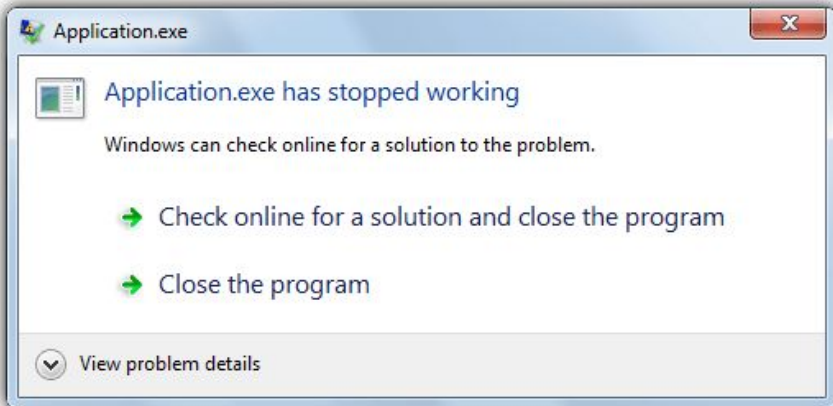 Application.exe
Application.exe has stopped working
Windows can check online for a solution to the problem.
Check online for a solution and close the program
Close the program
View problem details